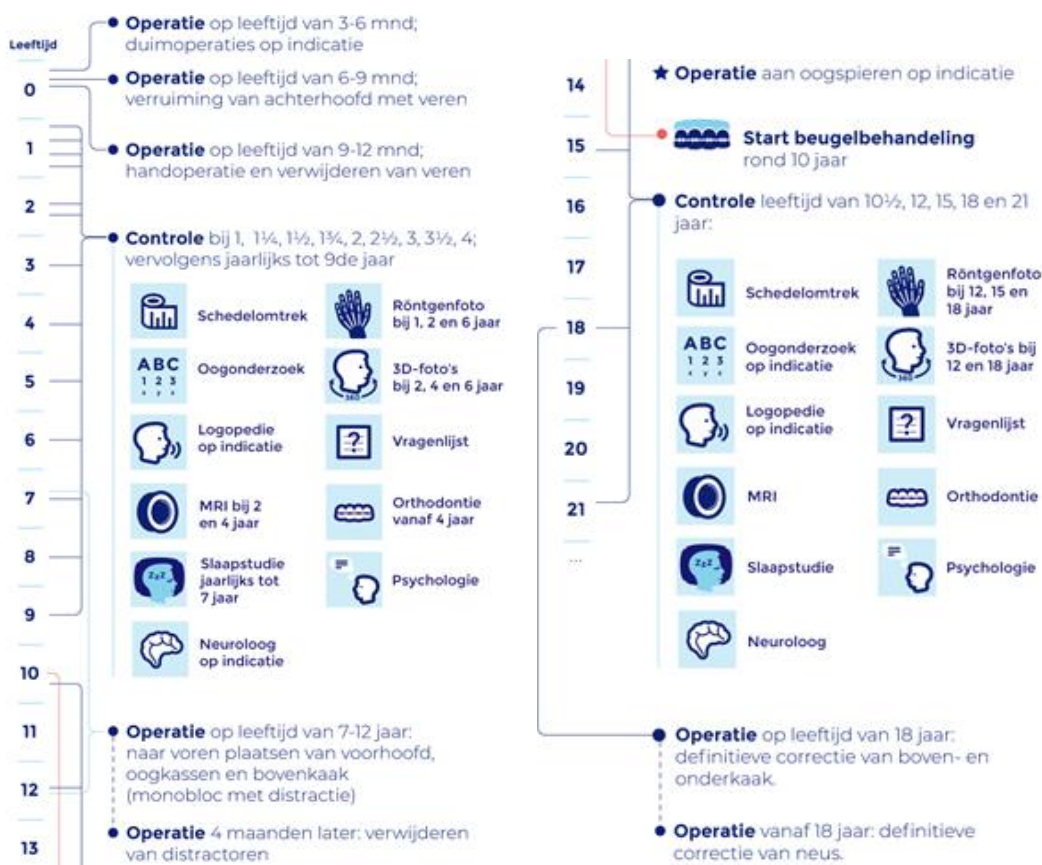 Leeftijd
0
1
2
3
4
5
6
7
8
9
10
11
12
13
Operatie op leeftijd van 3-6 mnd;
duimoperaties op indicatie
Operatie op leeftijd van 6-9 mnd;
verruiming van achterhoofd met veren
Operatie op leeftijd van 9-12 mnd;
handoperatie en verwijderen van veren
Controle bij 1, 1¼, 1½, 1¾, 2, 2½, 3, 3½, 4;
vervolgens jaarlijks tot 9de jaar
Schedelomtrek
Röntgenfoto
bij 1, 2 en 6 jaar
ABC
1 2 3
x y z
Oogonderzoek
360
3D-foto's
bij 2, 4 en 6 jaar
Logopedie
op indicatie
?
Vragenlijst
MRI bij 2
en 4 jaar
Orthodontie
vanaf 4 jaar
zzz
Slaapstudie
jaarlijks tot
7 jaar
Psychologie
Neuroloog
op indicatie
Operatie op leeftijd van 7-12 jaar:
naar voren plaatsen van voorhoofd,
oogkassen en bovenkaak
(monobloc met distractie)
Operatie 4 maanden later: verwijderen
van distractoren
14
15
16
17
18
19
20
21
...
Operatie aan oogspieren op indicatie
Start beugelbehandeling
rond 10 jaar
Controle leeftijd van 10½, 12, 15, 18 en 21
jaar:
Schedelomtrek
Röntgenfoto
bij 12, 15 en
18 jaar
ABC
1 2 3
x y z
Oogonderzoek
op indicatie
360
3D-foto's bij
12 en 18 jaar
Logopedie
op indicatie
?
Vragenlijst
MRI
Orthodontie
zzz
Slaapstudie
Psychologie
Neuroloog
Operatie op leeftijd van 18 jaar:
definitieve correctie van boven- en
onderkaak.
Operatie vanaf 18 jaar: definitieve
correctie van neus.